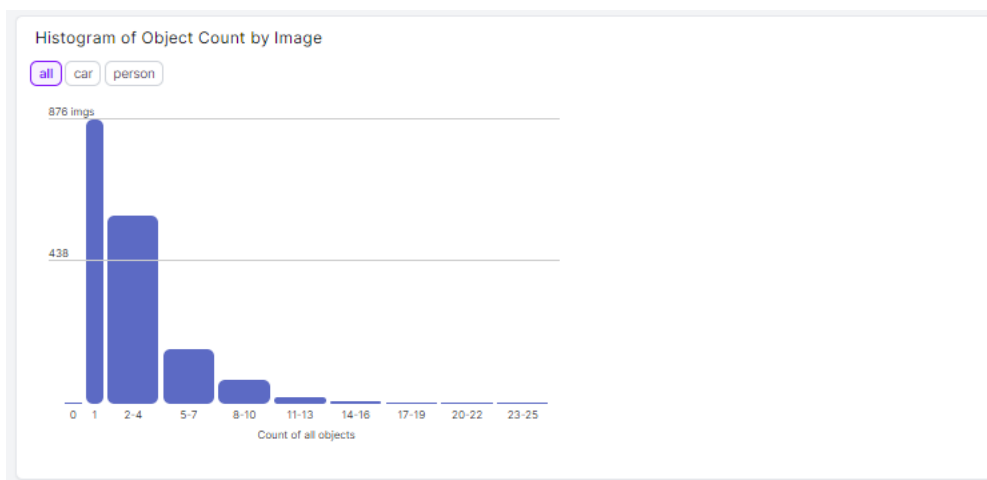 Histogram of Object Count by Image
all car person
876 imgs
438
0 1 2-4 5-7 8-10 11-13 14-16 17-19 20-22 23-25
Count of all objects